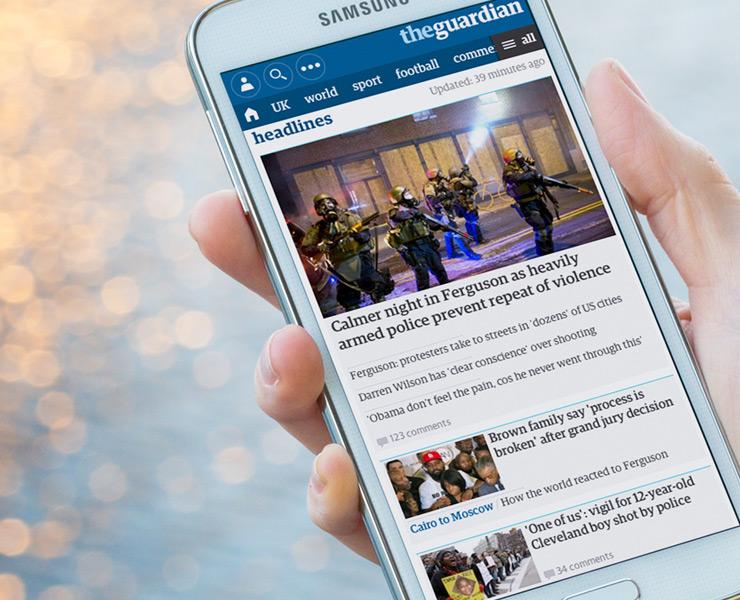 SAMSUNG
theguardian
UK world sport football comme all
Updated: 39 minutes ago
headlines
Calmer night in Ferguson as heavily
armed police prevent repeat of violence
Ferguson: protesters take to streets in 'dozens' of US cities
Darren Wilson has 'clear conscience' over shooting
'Obama don't feel the pain, cos he never went through this'
123 comments
Brown family say 'process is
broken' after grand jury decision
Cairo to Moscow / How the world reacted to Ferguson
'One of us': vigil for 12-year-old
Cleveland boy shot by police
34 comments